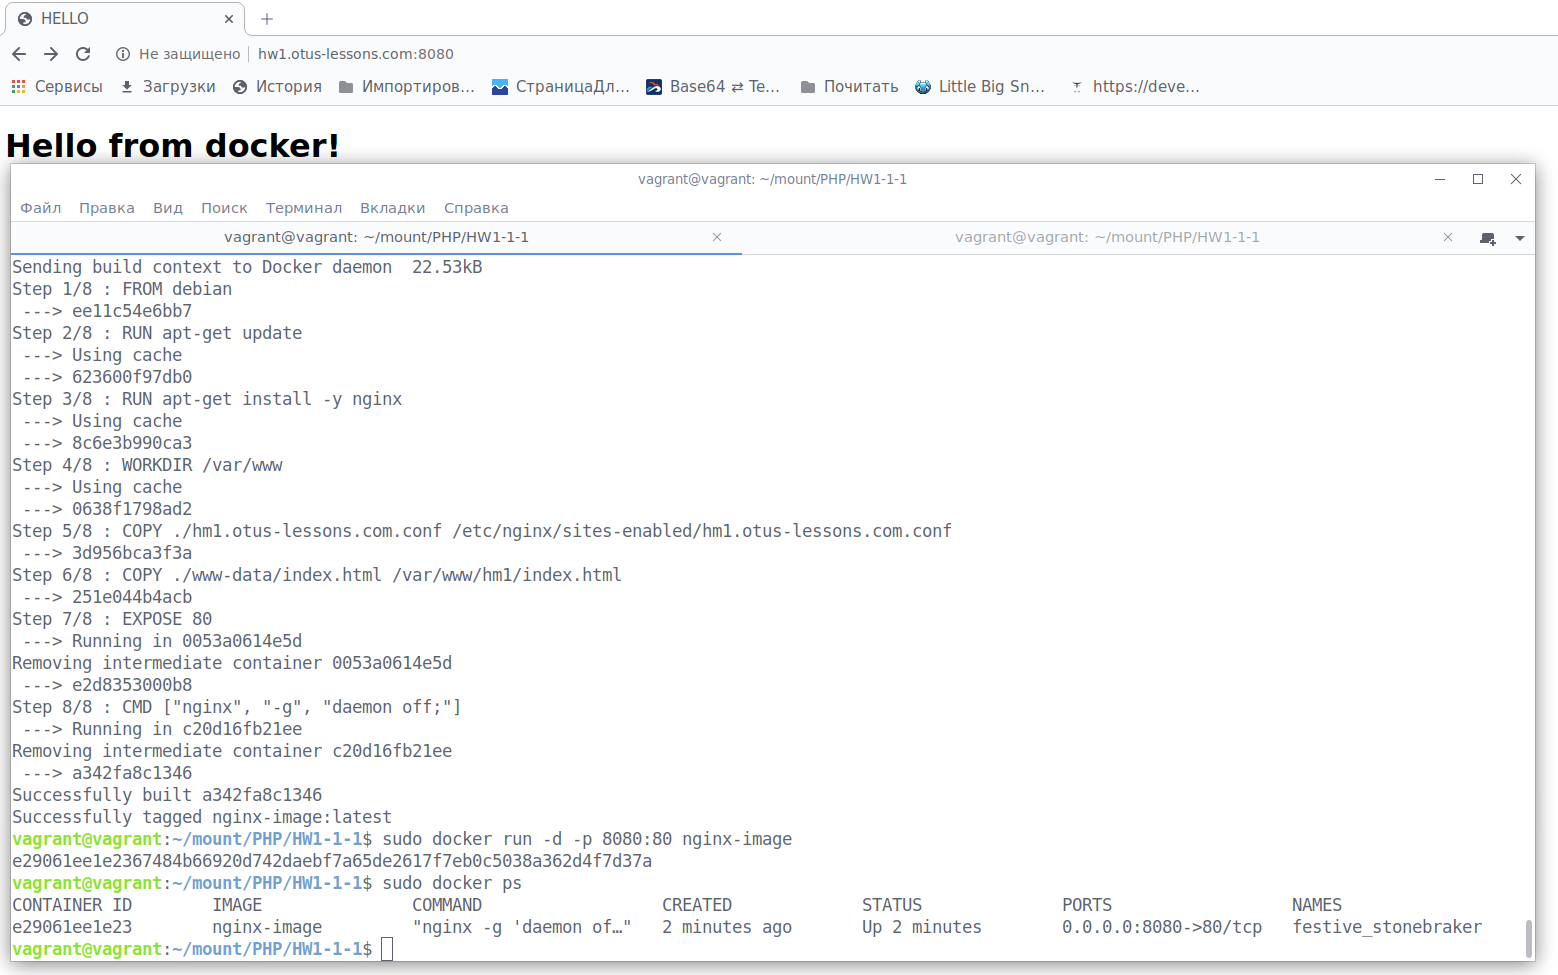 HELLO
Не защищено hw1.otus-lessons.com:8080
Сервисы Загрузки История Импортиров... СтраницаДл... Base64 ⇄ Te... Почитать Little Big Sn... https://deve...
Hello from docker!
vagrant@vagrant: ~/mount/PHP/HW1-1-1
Файл Правка Вид Поиск Терминал Вкладки Справка
vagrant@vagrant: ~/mount/PHP/HW1-1-1 vagrant@vagrant: ~/mount/PHP/HW1-1-1
Sending build context to Docker daemon  22.53kB
Step 1/8 : FROM debian
 ---> ee11c54e6bb7
Step 2/8 : RUN apt-get update
 ---> Using cache
 ---> 623600f97db0
Step 3/8 : RUN apt-get install -y nginx
 ---> Using cache
 ---> 8c6e3b990ca3
Step 4/8 : WORKDIR /var/www
 ---> Using cache
 ---> 0638f1798ad2
Step 5/8 : COPY ./hm1.otus-lessons.com.conf /etc/nginx/sites-enabled/hm1.otus-lessons.com.conf
 ---> 3d956bca3f3a
Step 6/8 : COPY ./www-data/index.html /var/www/hm1/index.html
 ---> 251e044b4acb
Step 7/8 : EXPOSE 80
 ---> Running in 0053a0614e5d
Removing intermediate container 0053a0614e5d
 ---> e2d8353000b8
Step 8/8 : CMD ["nginx", "-g", "daemon off;"]
 ---> Running in c20d16fb21ee
Removing intermediate container c20d16fb21ee
 ---> a342fa8c1346
Successfully built a342fa8c1346
Successfully tagged nginx-image:latest
vagrant@vagrant:~/mount/PHP/HW1-1-1$ sudo docker run -d -p 8080:80 nginx-image
e29061ee1e2367484b66920d742daebf7a65de2617f7eb0c5038a362d4f7d37a
vagrant@vagrant:~/mount/PHP/HW1-1-1$ sudo docker ps
CONTAINER ID        IMAGE               COMMAND                  CREATED             STATUS              PORTS                  NAMES
e29061ee1e23        nginx-image         "nginx -g 'daemon of…"   2 minutes ago       Up 2 minutes        0.0.0.0:8080->80/tcp   festive_stonebraker
vagrant@vagrant:~/mount/PHP/HW1-1-1$